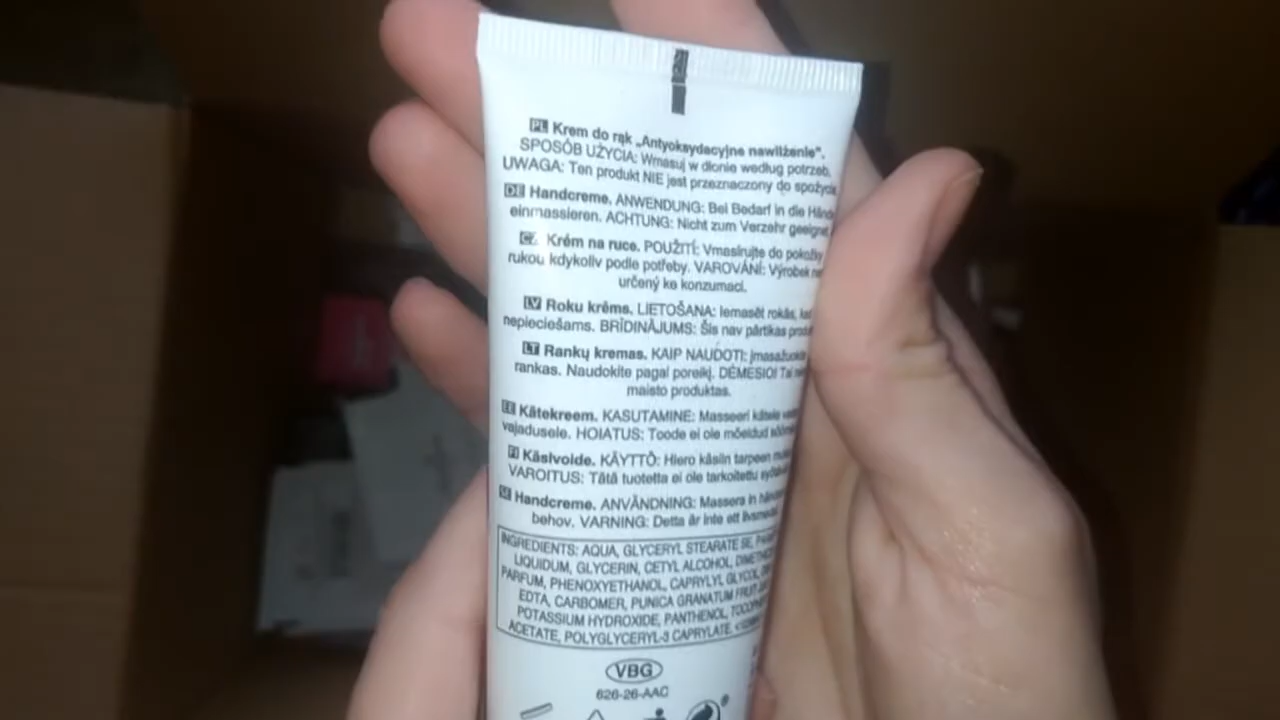 PL Krem do rąk „Antyoksydacyjne nawilżenie".
SPOSÓB UŻYCIA: Wmasuj w dłonie według potrzeb.
UWAGA: Ten produkt NIE jest przeznaczony do spożycia
DE Handcreme. ANWENDUNG: Bei Bedarf in die Hände
einmassieren. ACHTUNG: Nicht zum Verzehr geeignet
CZ Krém na ruce. POUŽITÍ: Vmasírujte do pokožky
rukou kdykoliv podle potřeby. VAROVÁNÍ: Výrobek
určený ke konzumaci.
LV Roku krēms. LIETOŠANA: Iemasēt rokās,
nepieciešams. BRĪDINĀJUMS: Šis nav pārtikas
LT Rankų kremas. KAIP NAUDOTI:
rankas. Naudokite pagal poreikį. DĖMESIO! Tai
maisto produktas.
EE Kätekreem. KASUTAMINE: Masseeri kätele
vajadusele. HOIATUS: Toode ei ole mõeldud
FI Käsivoide. KÄYTTÖ: Hiero käsiin tarpeen
VAROITUS: Tätä tuotetta ei ole tarkoitettu
Handcreme. ANVÄNDNING: Massera in
behov. VARNING: Detta är inte ett
INGREDIENTS: AQUA, GLYCERYL STEARATE SE,
LIQUIDUM, GLYCERIN, CETYL ALCOHOL,
PARFUM, PHENOXYETHANOL, CAPRYLYL GLYCOL,
EDTA, CARBOMER, PUNICA GRANATUM FRUIT
POTASSIUM HYDROXIDE, PANTHENOL,
ACETATE, POLYGLYCERYL-3 CAPRYLATE.
VBG
626-26-AAC